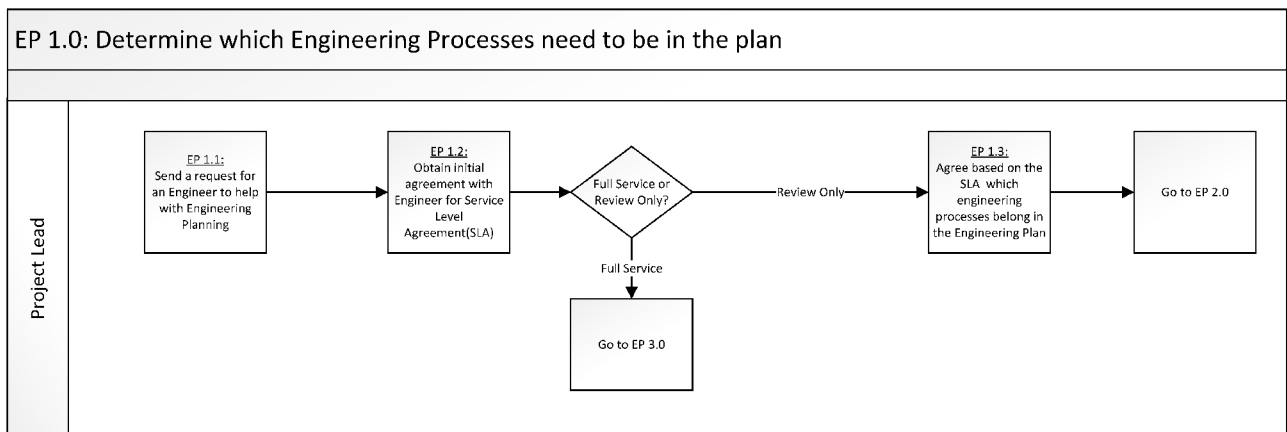 EP 1.0: Determine which Engineering Processes need to be in the plan
Project Lead
EP 1.1:
Send a request for
an Engineer to help
with Engineering
Planning
EP 1.2:
Obtain initial
agreement with
Engineer for Service
Level
Agreement(SLA)
Full Service or
Review Only?
Review Only
EP 1.3:
Agree based on the
SLA which
engineering
processes belong in
the Engineering Plan
Go to EP 2.0
Full Service
Go to EP 3.0